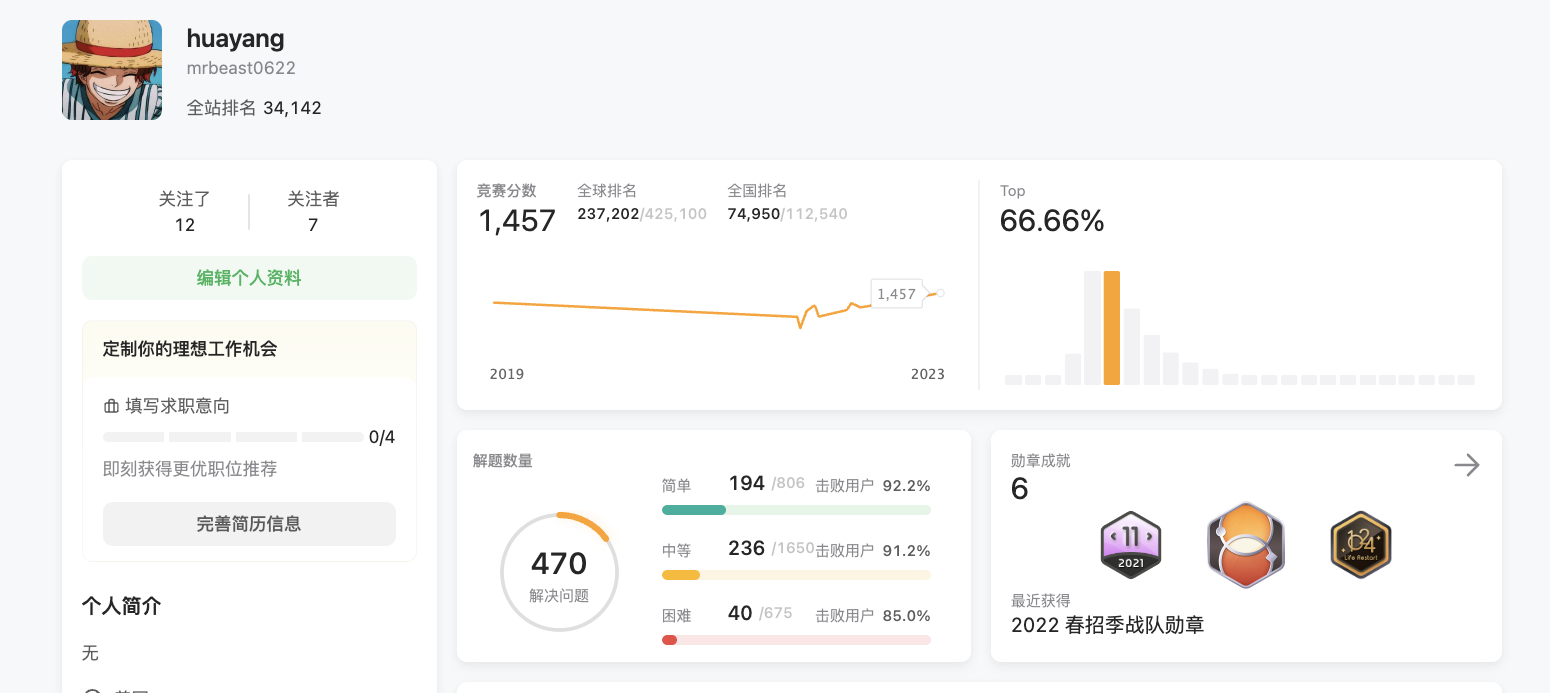 huayang
mrbeast0622
全站排名 34,142
关注了
12
关注者
7
编辑个人资料
定制你的理想工作机会
填写求职意向
0/4
即刻获得更优职位推荐
完善简历信息
个人简介
无
竞赛分数
1,457
全球排名
237,202/425,100
全国排名
74,950/112,540
1,457
2019
2023
Top
66.66%
解题数量
470
解决问题
简单 194 /806 击败用户 92.2%
中等 236 /1650 击败用户 91.2%
困难 40 /675 击败用户 85.0%
勋章成就
6
11
2021
1024
Life Restart
最近获得
2022 春招季战队勋章